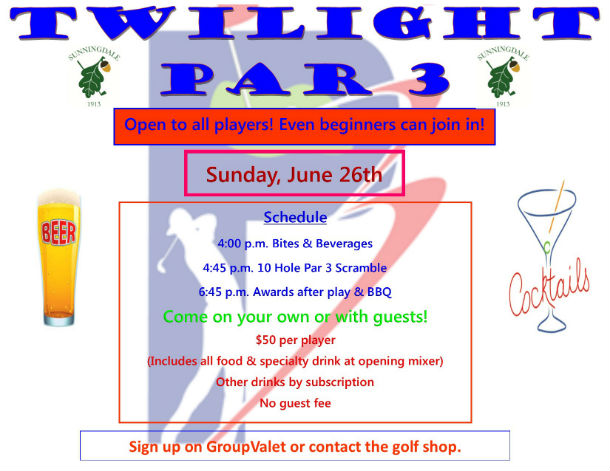 TWILIGHT
PAR 3
SUNNINGDALE
1913
SUNNINGDALE
1913
Open to all players! Even beginners can join in!
Sunday, June 26th
BEER
Schedule
4:00 p.m. Bites & Beverages
4:45 p.m. 10 Hole Par 3 Scramble
6:45 p.m. Awards after play & BBQ
Come on your own or with guests!
$50 per player
(Includes all food & specialty drink at opening mixer)
Other drinks by subscription
No guest fee
Cocktails
Sign up on GroupValet or contact the golf shop.